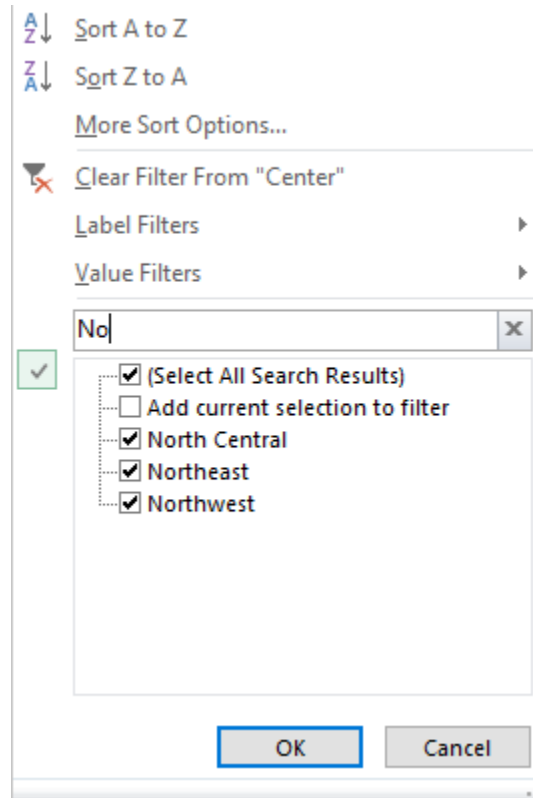 Sort A to Z
Sort Z to A
More Sort Options...
Clear Filter From "Center"
Label Filters
Value Filters
No
(Select All Search Results)
Add current selection to filter
North Central
Northeast
Northwest
OK Cancel